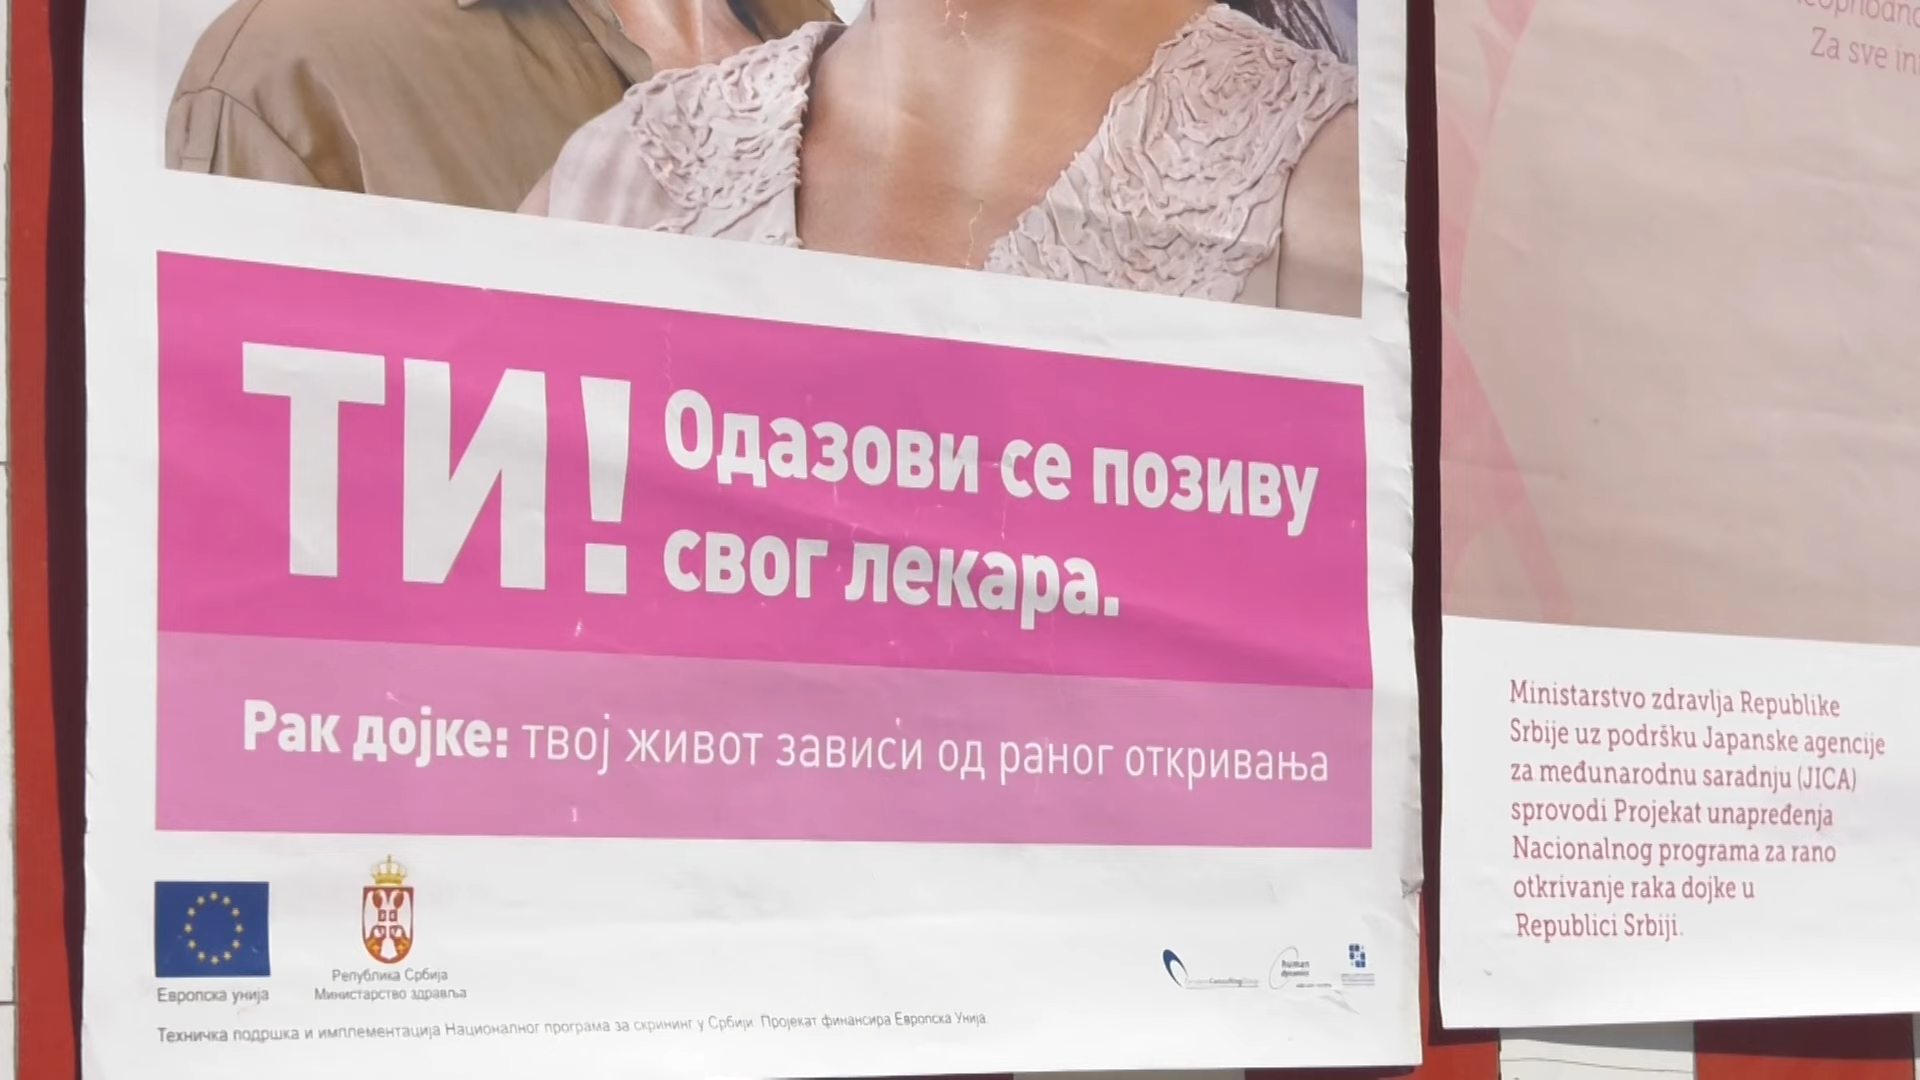 ТИ!
Одазови се позиву
свог лекара.
Рак дојке: твој живот зависи од раног откривања
Европска унија
Република Србија
Министарство здравља
human
dynamics
Техничка подршка и имплементација Националног програма за скрининг у Србији. Пројекат финансира Европска Унија.
Za sve
Ministarstvo zdravlja Republike
Srbije uz podršku Japanske agencije
za međunarodnu saradnju (JICA)
sprovodi Projekat unapređenja
Nacionalnog programa za rano
otkrivanje raka dojke u
Republici Srbiji.